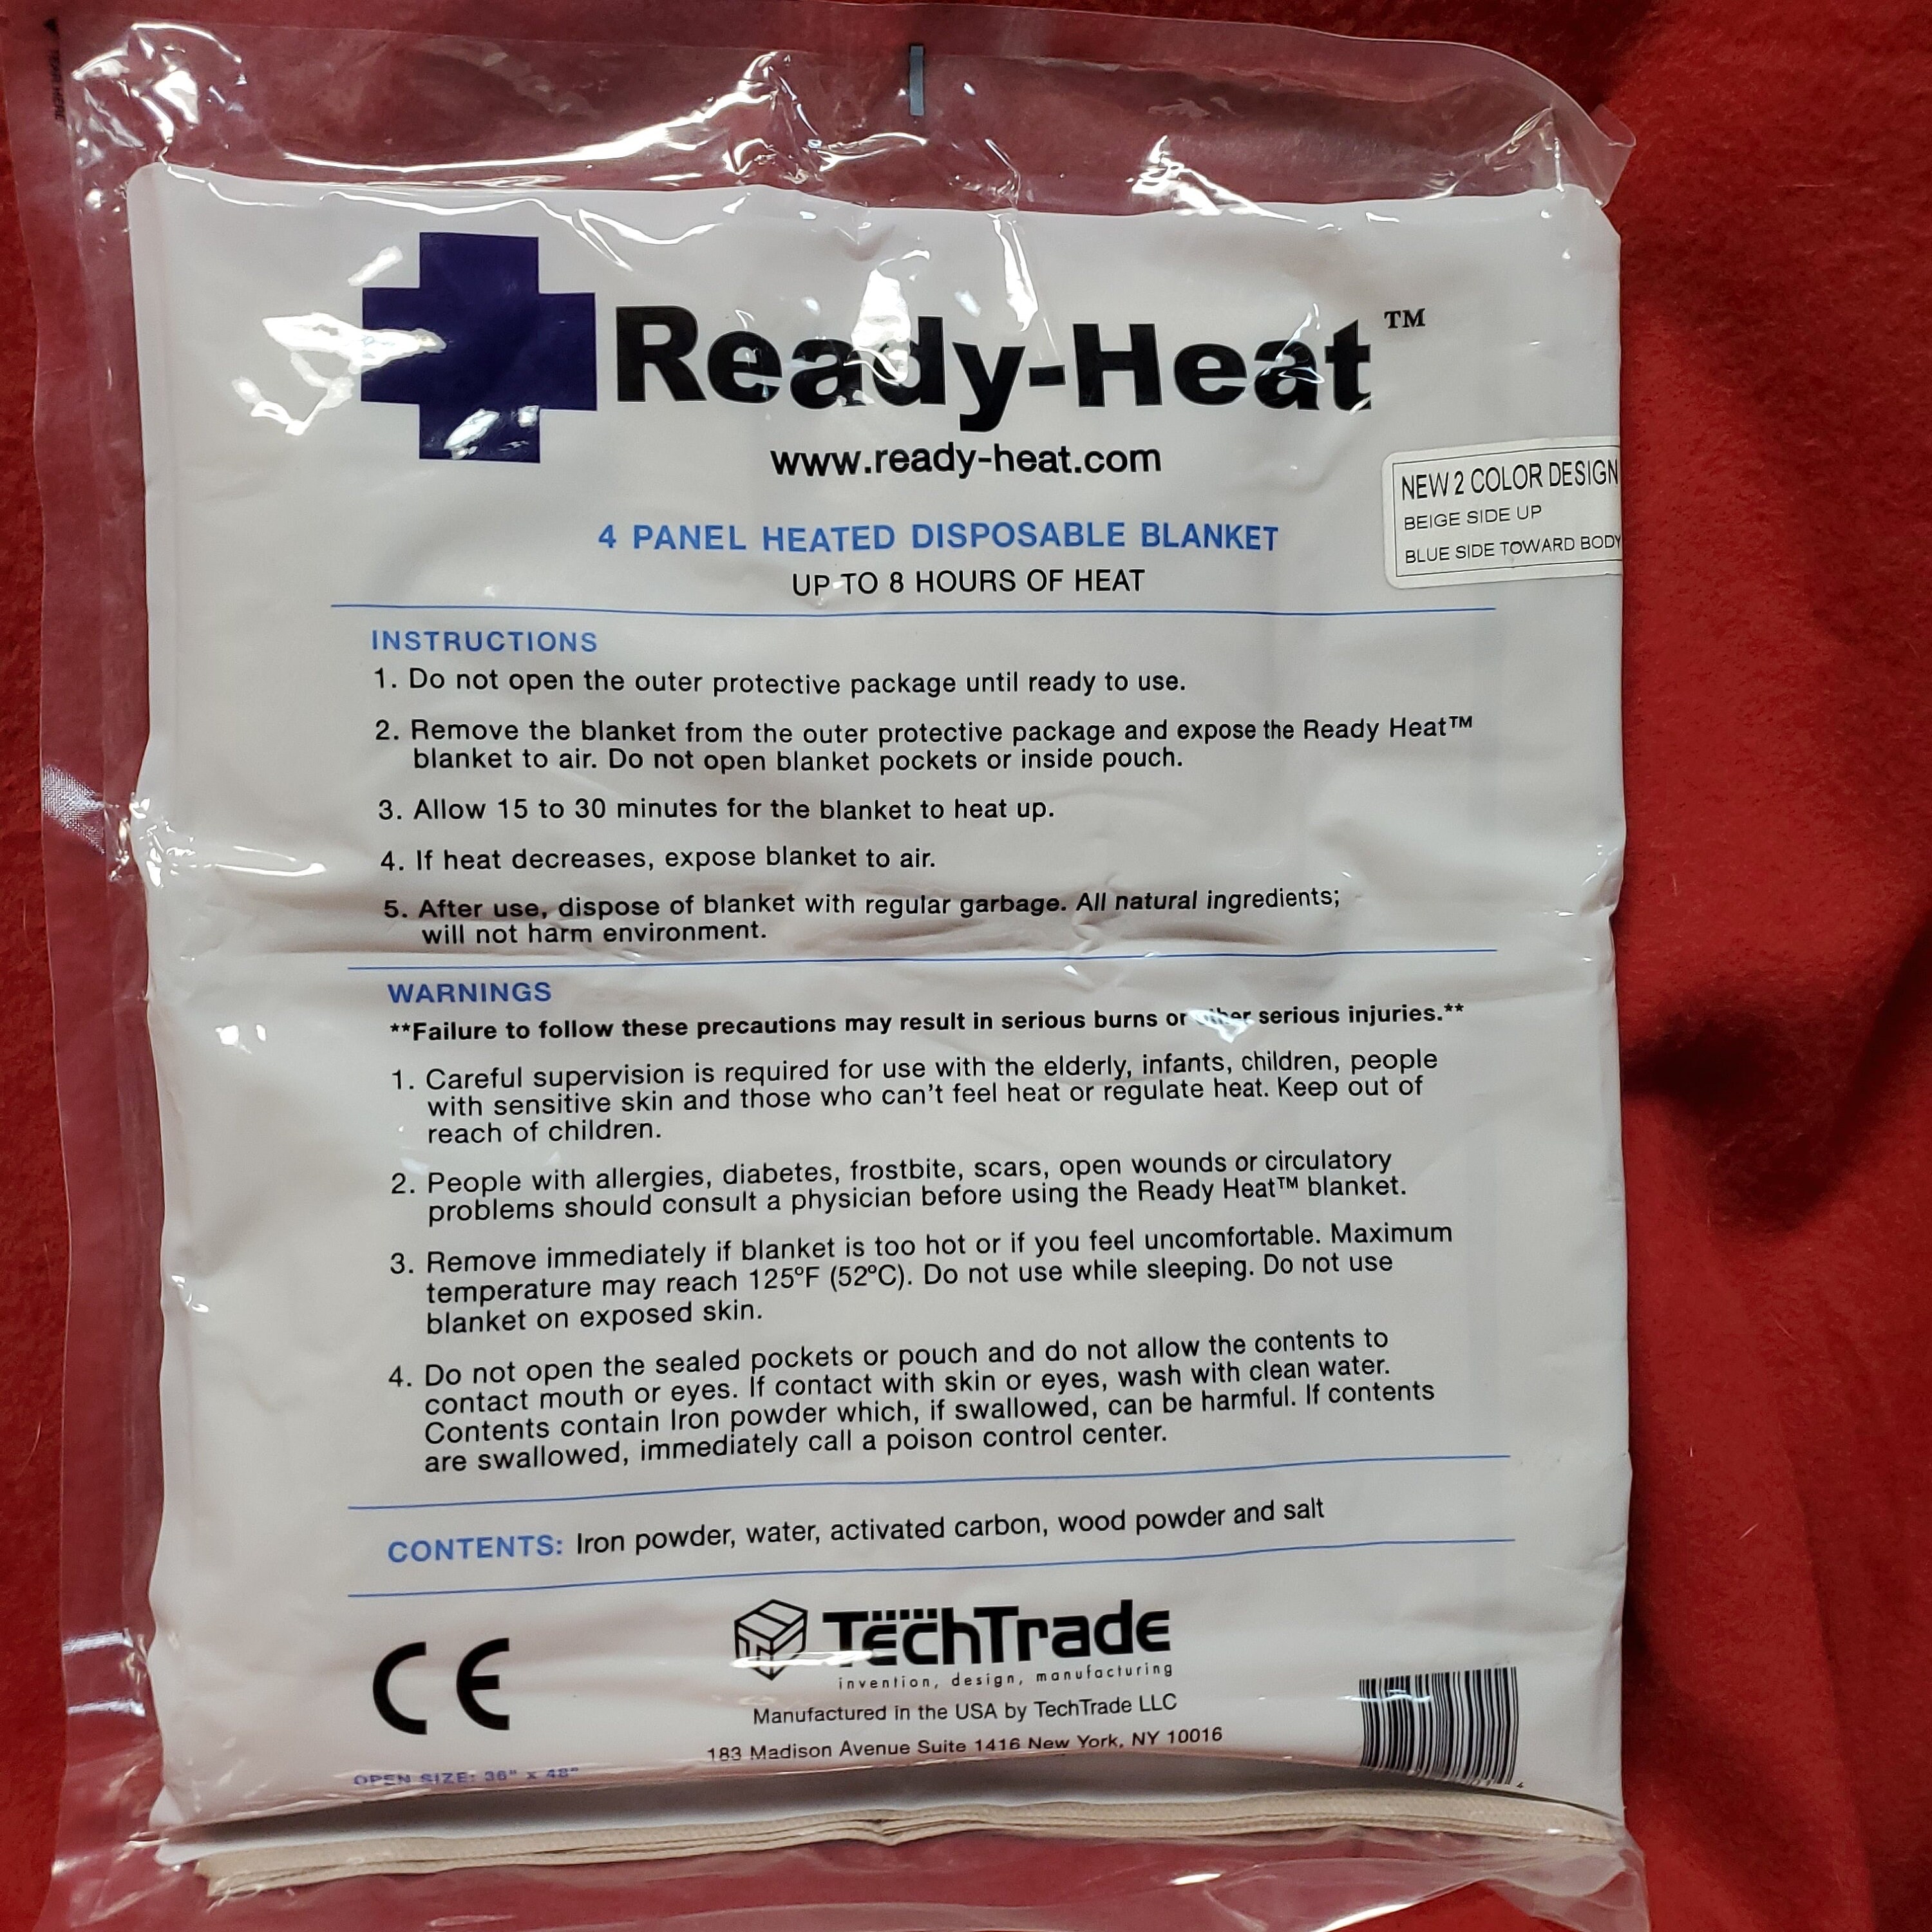 TEAR HERE
Ready-Heat™
www.ready-heat.com
NEW 2 COLOR DESIGN
BEIGE SIDE UP
BLUE SIDE TOWARD BODY
4 PANEL HEATED DISPOSABLE BLANKET
UP TO 8 HOURS OF HEAT
INSTRUCTIONS
1. Do not open the outer protective package until ready to use.
2. Remove the blanket from the outer protective package and expose the Ready Heat™
blanket to air. Do not open blanket pockets or inside pouch.
3. Allow 15 to 30 minutes for the blanket to heat up.
4. If heat decreases, expose blanket to air.
5. After use, dispose of blanket with regular garbage. All natural ingredients;
will not harm environment.
WARNINGS
**Failure to follow these precautions may result in serious burns or other serious injuries.**
1. Careful supervision is required for use with the elderly, infants, children, people
with sensitive skin and those who can't feel heat or regulate heat. Keep out of
reach of children.
2. People with allergies, diabetes, frostbite, scars, open wounds or circulatory
problems should consult a physician before using the Ready Heat™ blanket.
3. Remove immediately if blanket is too hot or if you feel uncomfortable. Maximum
temperature may reach 125ºF (52ºC). Do not use while sleeping. Do not use
blanket on exposed skin.
4. Do not open the sealed pockets or pouch and do not allow the contents to
contact mouth or eyes. If contact with skin or eyes, wash with clean water.
Contents contain Iron powder which, if swallowed, can be harmful. If contents
are swallowed, immediately call a poison control center.
CONTENTS: Iron powder, water, activated carbon, wood powder and salt
CE
TechTrade
invention, design, manufacturing
Manufactured in the USA by TechTrade LLC
183 Madison Avenue Suite 1416 New York, NY 10016
OPEN SIZE: 36" x 48"